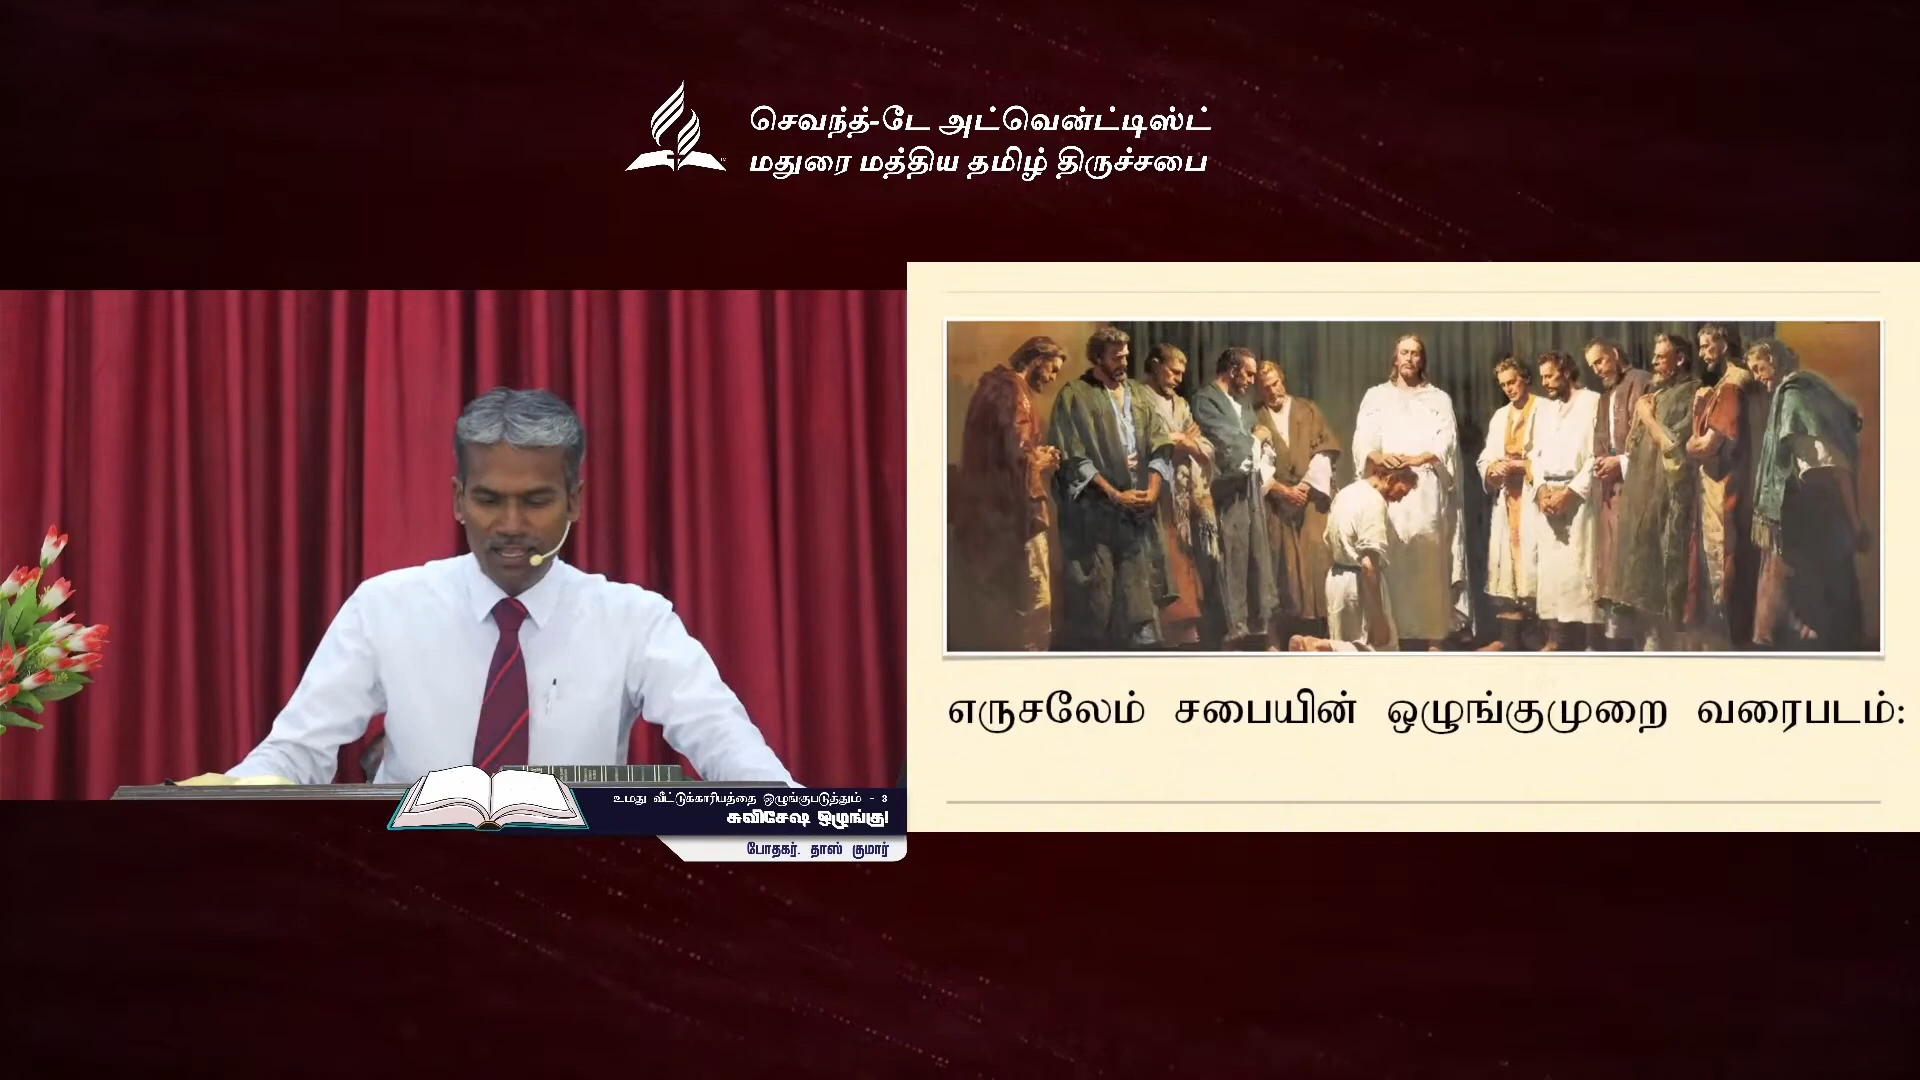 செவந்த்-டே அட்வென்ட்டிஸ்ட்
மதுரை மத்திய தமிழ் திருச்சபை
எருசலேம் சபையின் ஒழுங்குமுறை வரைபடம்:
உமது வீட்டுக்காரியத்தை ஒழுங்குபடுத்தும் - 3
சுவிசேஷ ஒழுங்கு!
போதகர். தாஸ் குமார்